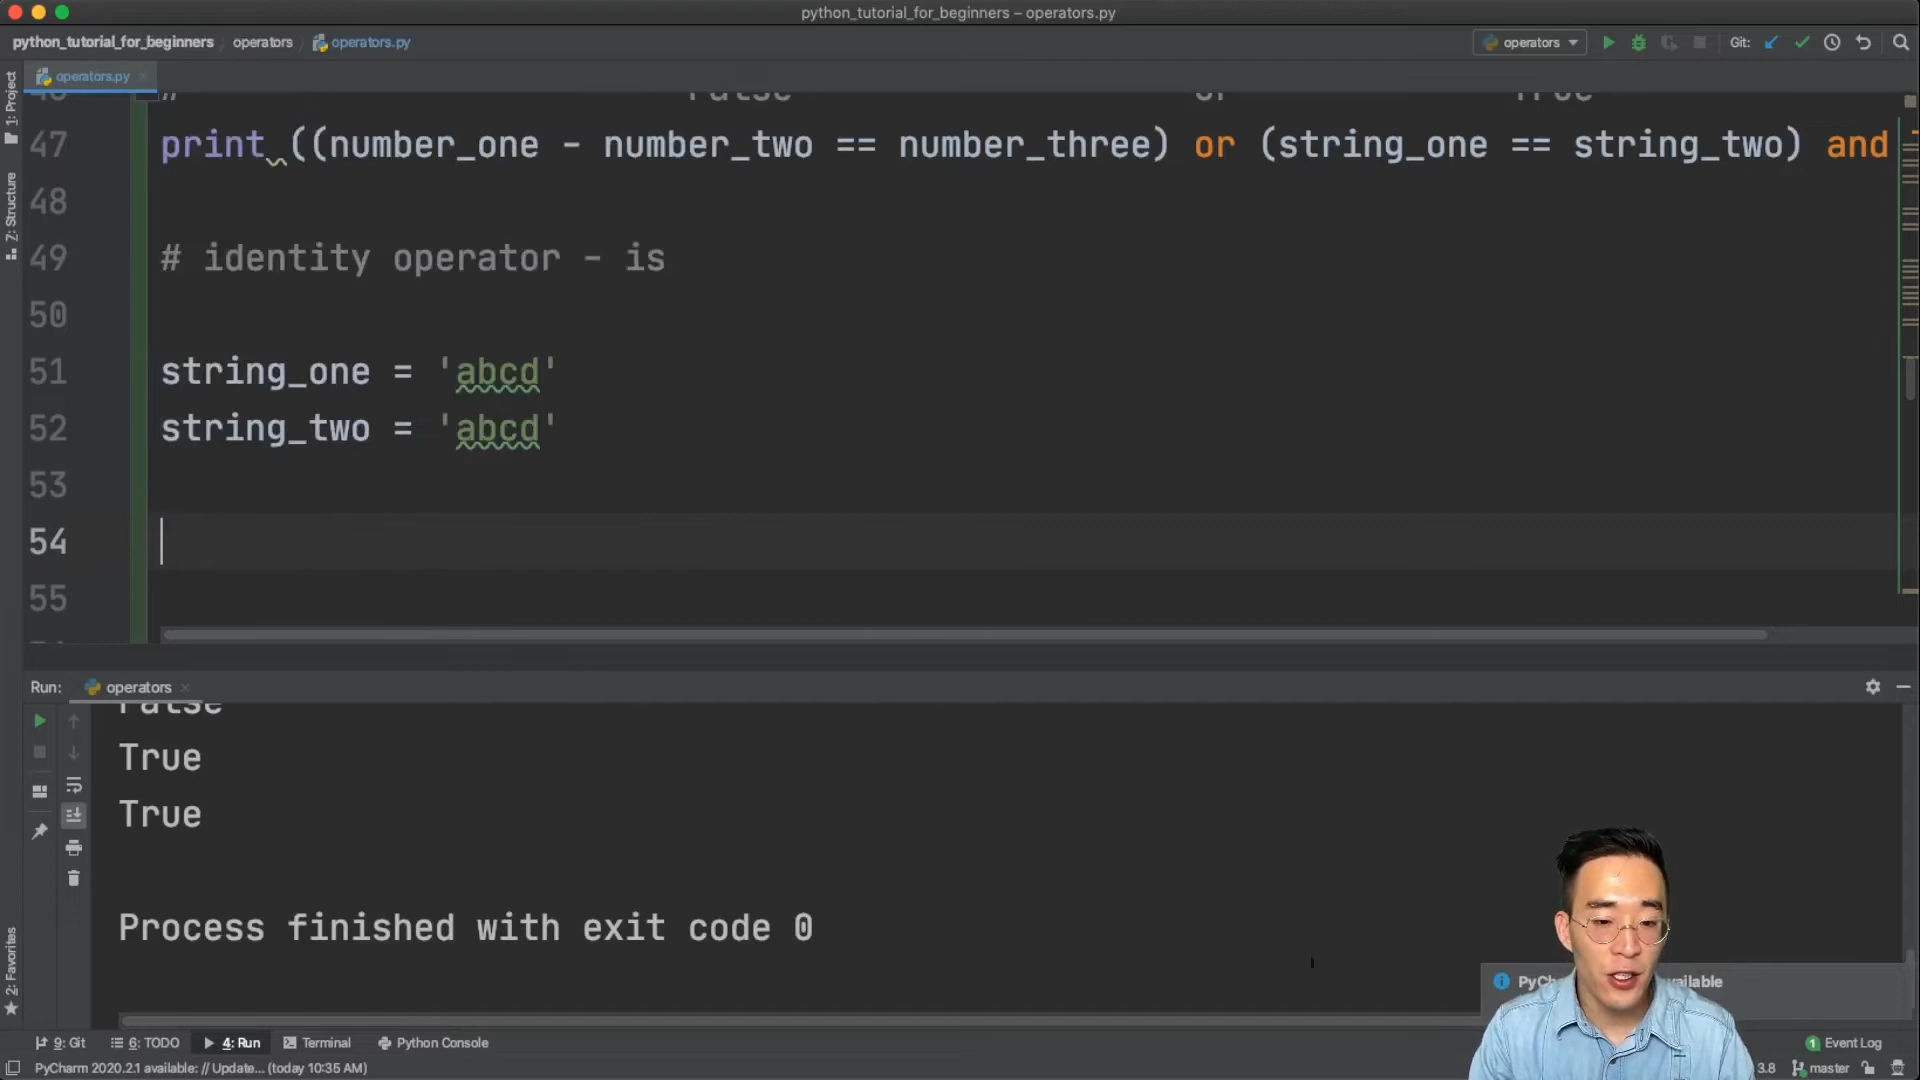 python_tutorial_for_beginners – operators.py
python_tutorial_for_beginners operators operators.py
operators Git:
operators.py
1: Project
Z: Structure
2: Favorites
47 print ((number_one - number_two == number_three) or (string_one == string_two) and
48
49 # identity operator - is
50
51 string_one = 'abcd'
52 string_two = 'abcd'
53
54
55
Run: operators
False
True
True
Process finished with exit code 0
9: Git 6: TODO 4: Run Terminal Python Console
1 Event Log
PyCharm 2020.2.1 available: // Update... (today 10:35 AM)
3.8 master